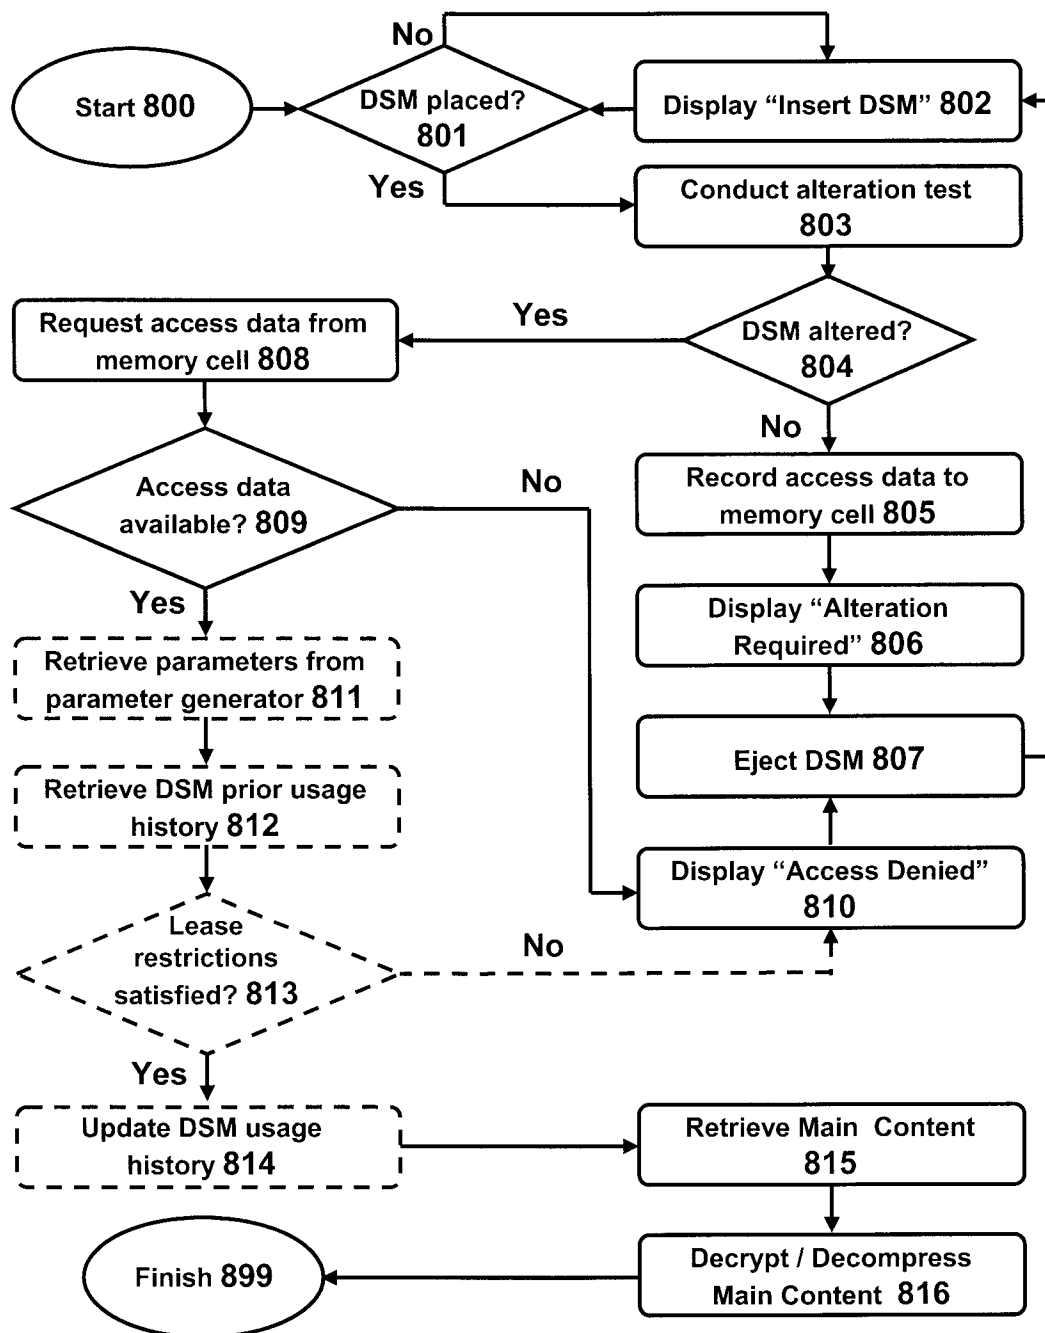 No
Start 800
DSM placed?
801
Display “Insert DSM” 802
Yes
Conduct alteration test
803
Request access data from
memory cell 808
Yes
DSM altered?
804
No
Access data
available? 809
No
Record access data to
memory cell 805
Yes
Display “Alteration
Required” 806
Retrieve parameters from
parameter generator 811
Eject DSM 807
Retrieve DSM prior usage
history 812
Display “Access Denied”
810
Lease
restrictions
satisfied? 813
No
Yes
Update DSM usage
history 814
Retrieve Main Content
815
Decrypt / Decompress
Main Content 816
Finish 899